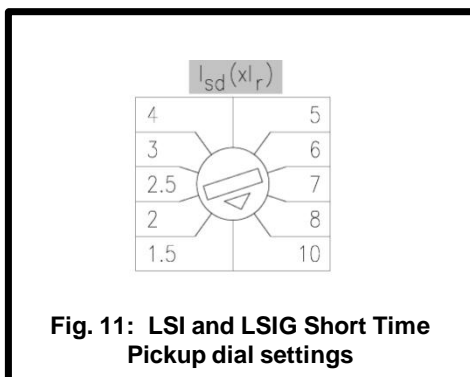 Isd(xIr)
4 5
3 6
2.5 7
2 8
1.5 10
Fig. 11: LSI and LSIG Short Time
Pickup dial settings